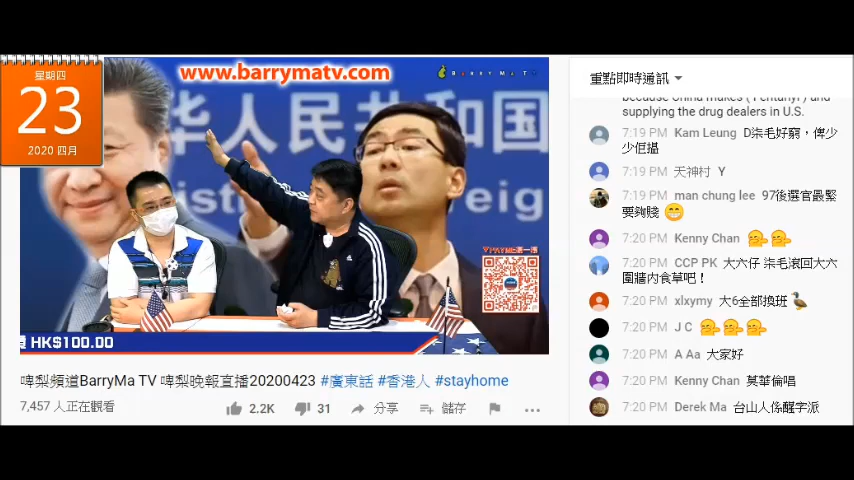 www.barrymatv.com
BARRYMATV
星期四
23
2020 四月
华人民共和国
reign
HK$100.00
啤梨頻道BarryMa TV 啤梨晚報直播20200423 #廣東話 #香港人 #stayhome
7,457 人正在觀看
2.2K
31
分享
儲存
重點即時通訊
because China makes ( Fentanyl ) and
supplying the drug dealers in U.S.
7:19 PM Kam Leung D柒毛好窮，俾少
少佢搵
7:19 PM 天神村 Y
7:19 PM man chung lee 97後選官最緊
要夠賤
7:20 PM Kenny Chan
7:20 PM CCP PK 大六仔 柒毛滾回大六
圍牆内食草吧！
7:20 PM xlxymy 大6全部換班
7:20 PM J C
7:20 PM A Aa 大家好
7:20 PM Kenny Chan 莫華倫唱
7:20 PM Derek Ma 台山人係醒字派